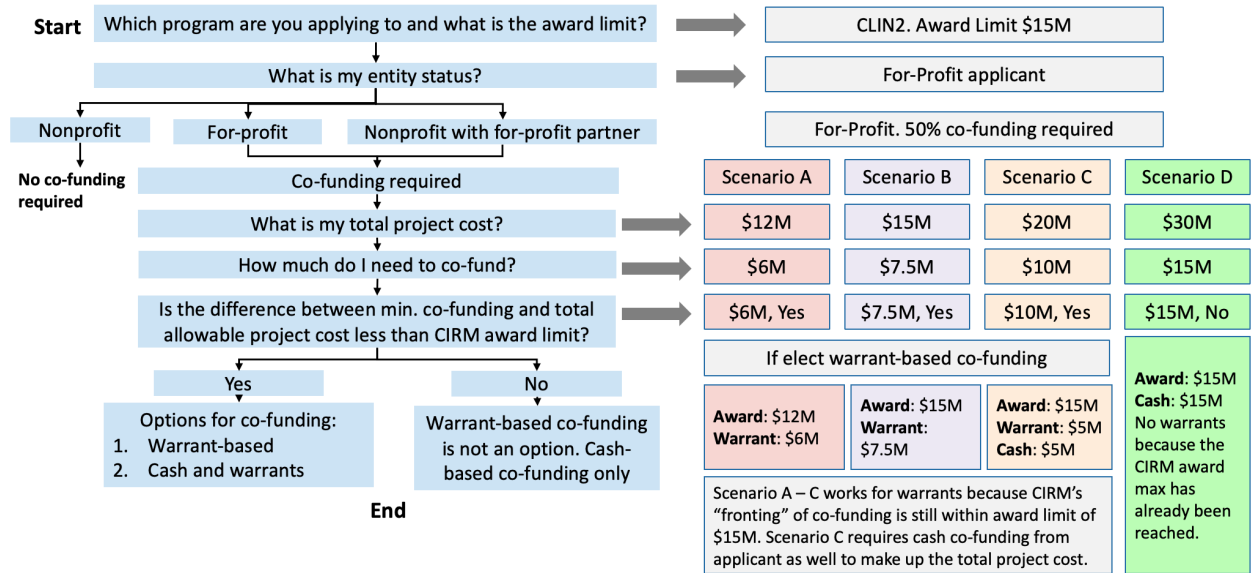 Start
Which program are you applying to and what is the award limit?
CLIN2. Award Limit $15M
What is my entity status?
For-Profit applicant
Nonprofit
For-profit
Nonprofit with for-profit partner
For-Profit. 50% co-funding required
No co-funding
required
Co-funding required
Scenario A
Scenario B
Scenario C
Scenario D
What is my total project cost?
$12M
$15M
$20M
$30M
How much do I need to co-fund?
$6M
$7.5M
$10M
$15M
Is the difference between min. co-funding and total
allowable project cost less than CIRM award limit?
$6M, Yes
$7.5M, Yes
$10M, Yes
$15M, No
Yes
No
Options for co-funding:
1. Warrant-based
2. Cash and warrants
Warrant-based co-funding
is not an option. Cash-
based co-funding only
End
If elect warrant-based co-funding
Award: $12M
Warrant: $6M
Award: $15M
Warrant:
$7.5M
Award: $15M
Warrant: $5M
Cash: $5M
Award: $15M
Cash: $15M
No warrants
because the
CIRM award
max has
already been
reached.
Scenario A – C works for warrants because CIRM's
"fronting" of co-funding is still within award limit of
$15M. Scenario C requires cash co-funding from
applicant as well to make up the total project cost.